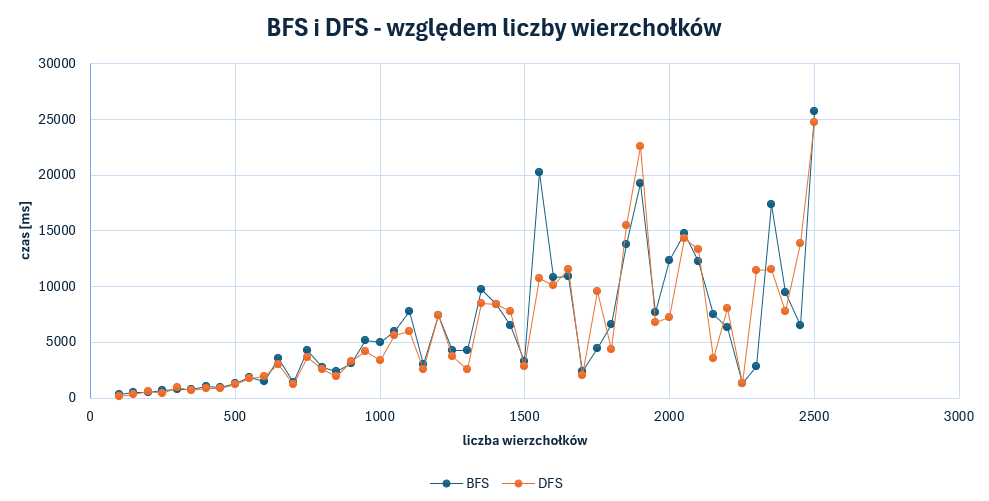 BFS i DFS - względem liczby wierzchołków
30000
25000
20000
15000
10000
5000
0
czas [ms]
0 500 1000 1500 2000 2500 3000
liczba wierzchołków
BFS DFS